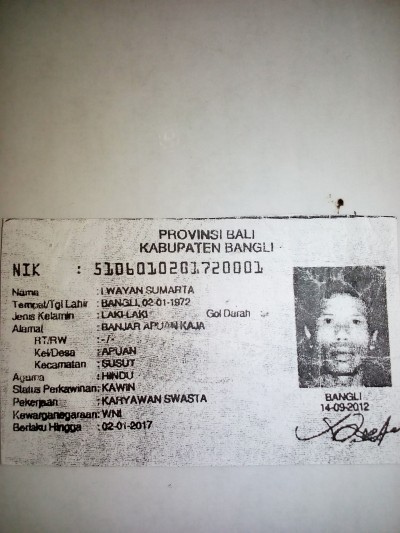 PROVINSI BALI
KABUPATEN BANGLI
NIK : 5106010201720001
Nama : I WAYAN SUMARTA
Tempat/Tgl Lahir : BANGLI, 02-01-1972
Jenis Kelamin : LAKI-LAKI Gol Darah
Alamat : BANJAR APUAN KAJA
RT/RW : -/-
Kel/Desa : APUAN
Kecamatan : SUSUT
Agama : HINDU
Status Perkawinan: KAWIN
Pekerjaan : KARYAWAN SWASTA
Kewarganegaraan: WNI
Berlaku Hingga : 02-01-2017
BANGLI
14-09-2012